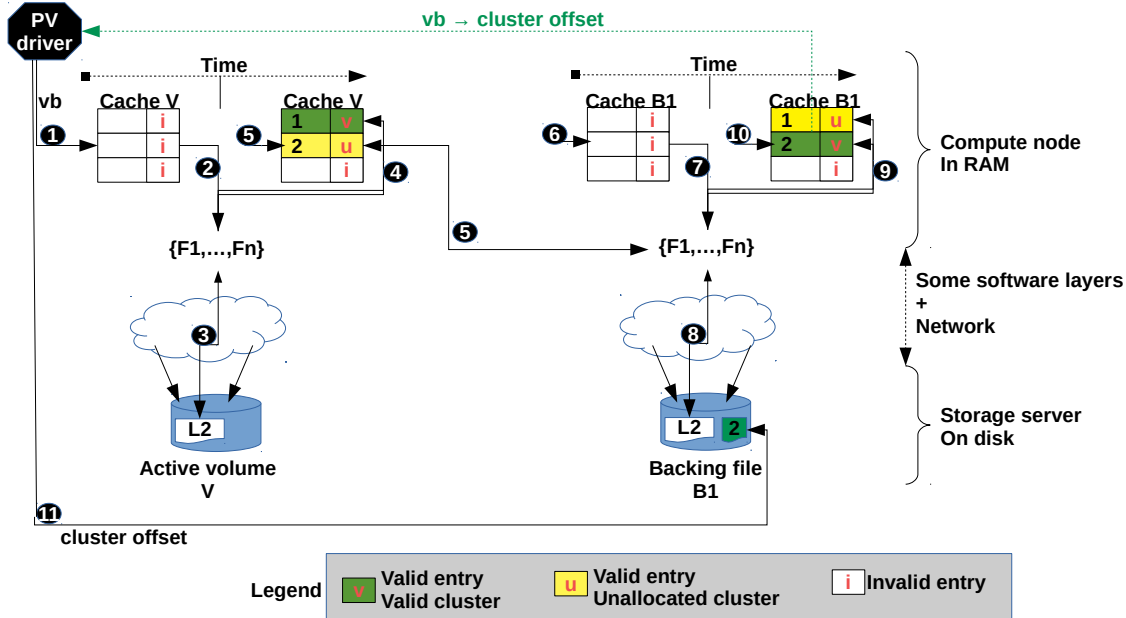 PV
driver
vb → cluster offset
Time
Time
vb
Cache V
Cache V
Cache B1
Cache B1
1
i
i
i
5
1 v
2 u
i
6
i
i
i
10
1 u
2 v
i
2
4
7
9
Compute node
In RAM
5
{F1,...,Fn}
{F1,...,Fn}
Some software layers
+
Network
3
8
L2
L2
2
Storage server
On disk
Active volume
V
Backing file
B1
11
cluster offset
Legend
v
Valid entry
Valid cluster
u
Valid entry
Unallocated cluster
i
Invalid entry